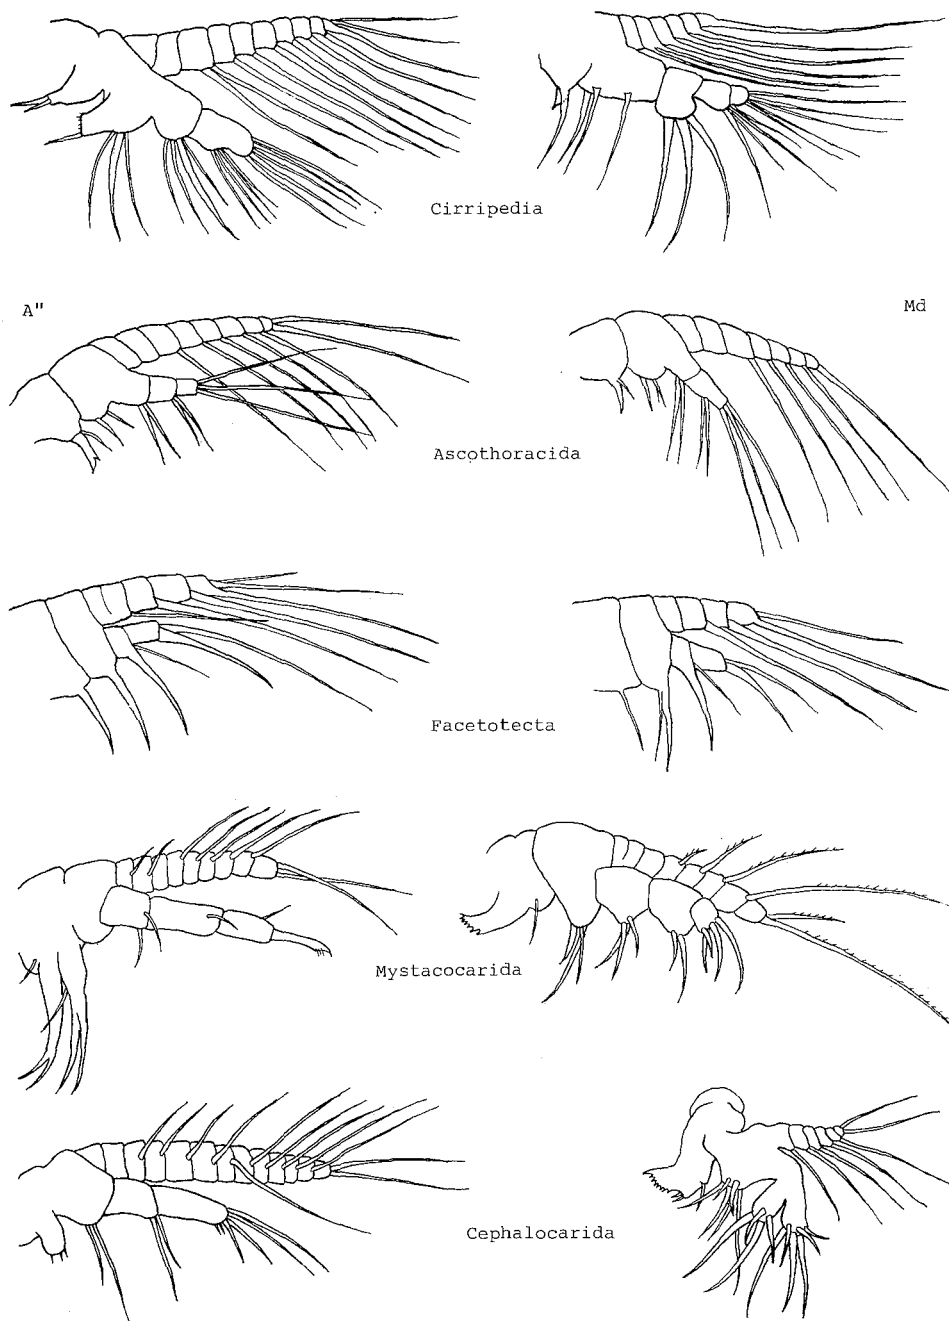 Cirripedia
A"
Md
Ascothoracida
Facetotecta
Mystacocarida
Cephalocarida